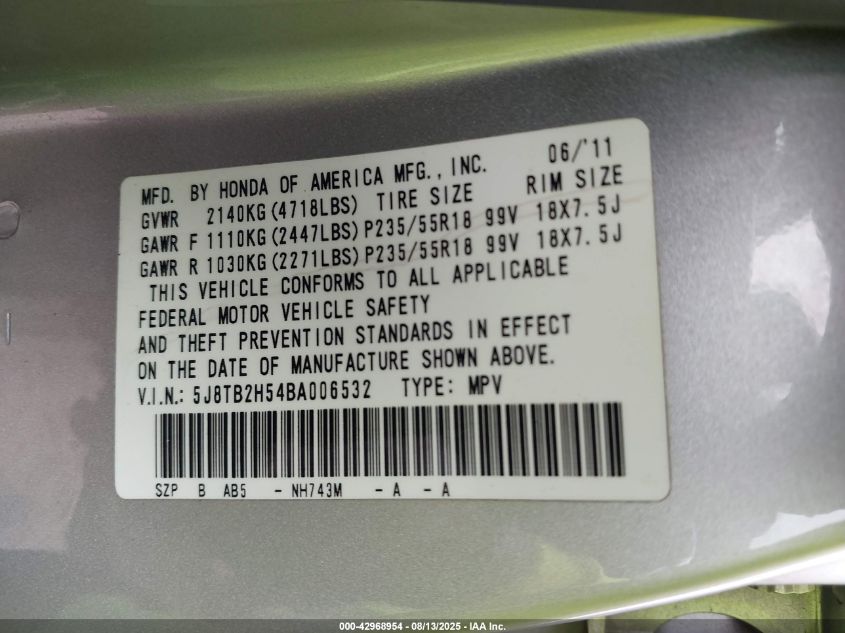 MFD. BY HONDA OF AMERICA MFG., INC. 06/'11
GVWR 2140KG(4718LBS) TIRE SIZE RIM SIZE
GAWR F 1110KG(2447LBS)P235/55R18 99V 18X7.5J
GAWR R 1030KG(2271LBS)P235/55R18 99V 18X7.5J
THIS VEHICLE CONFORMS TO ALL APPLICABLE
FEDERAL MOTOR VEHICLE SAFETY
AND THEFT PREVENTION STANDARDS IN EFFECT
ON THE DATE OF MANUFACTURE SHOWN ABOVE.
V.I.N.: 5J8TB2H54BA006532 TYPE: MPV
SZP B AB5 - NH743M - A - A
000-42968954 - 08/13/2025 - IAA Inc.